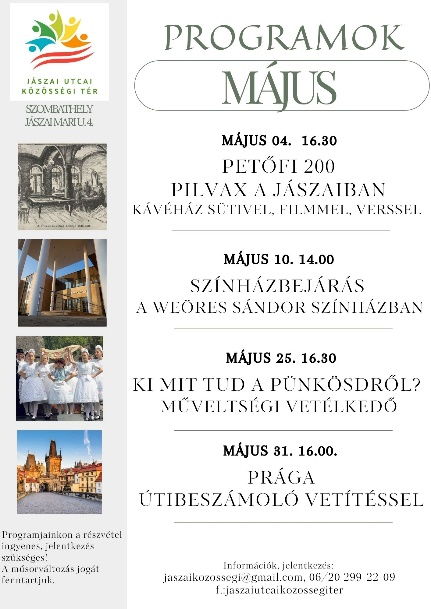 JÁSZAI UTCAI
KÖZÖSSÉGI TÉR
SZOMBATHELY
JÁSZAI MARI U. 4.
Programjainkon a részvétel
ingyenes, jelentkezés
szükséges!
A műsorváltozás jogát
fenntartjuk.
PROGRAMOK
MÁJUS
MÁJUS 04. 16.30
PETŐFI 200
PILVAX A JÁSZAIBAN
KÁVÉHÁZ SÜTIVEL, FILMMEL, VERSSEL
MÁJUS 10. 14.00
SZÍNHÁZBEJÁRÁS
A WEÖRES SÁNDOR SZÍNHÁZBAN
MÁJUS 25. 16.30
KI MIT TUD A PÜNKÖSDRŐL?
MŰVELTSÉGI VETÉLKEDŐ
MÁJUS 31. 16.00.
PRÁGA
ÚTIBESZÁMOLÓ VETÍTÉSSEL
Információk, jelentkezés:
jaszaikozossegi@gmail.com, 06/20 299-22-09
f.:jaszaiutcaikozossegiter